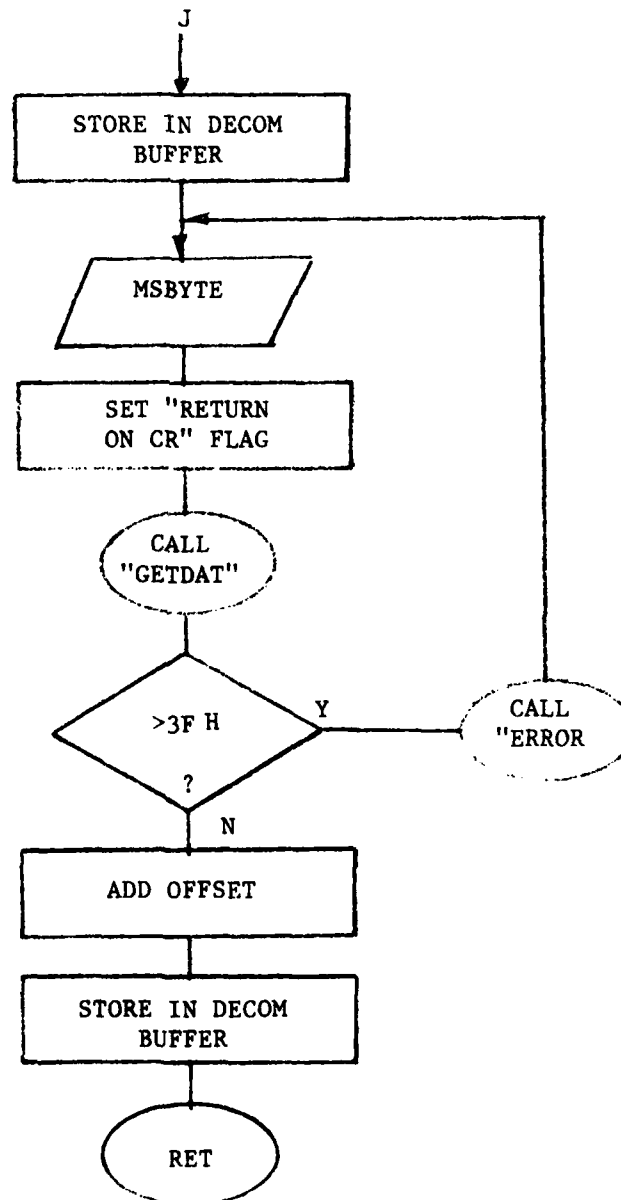 J
STORE IN DECOM
BUFFER
MSBYTE
SET "RETURN
ON CR" FLAG
CALL
"GETDAT"
>3F H
?
Y
CALL
"ERROR
N
ADD OFFSET
STORE IN DECOM
BUFFER
RET